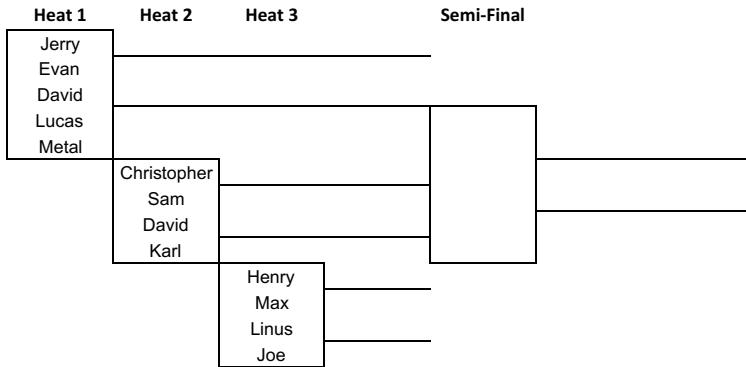 Heat 1 Heat 2 Heat 3 Semi-Final
Jerry
Evan
David
Lucas
Metal
Christopher
Sam
David
Karl
Henry
Max
Linus
Joe